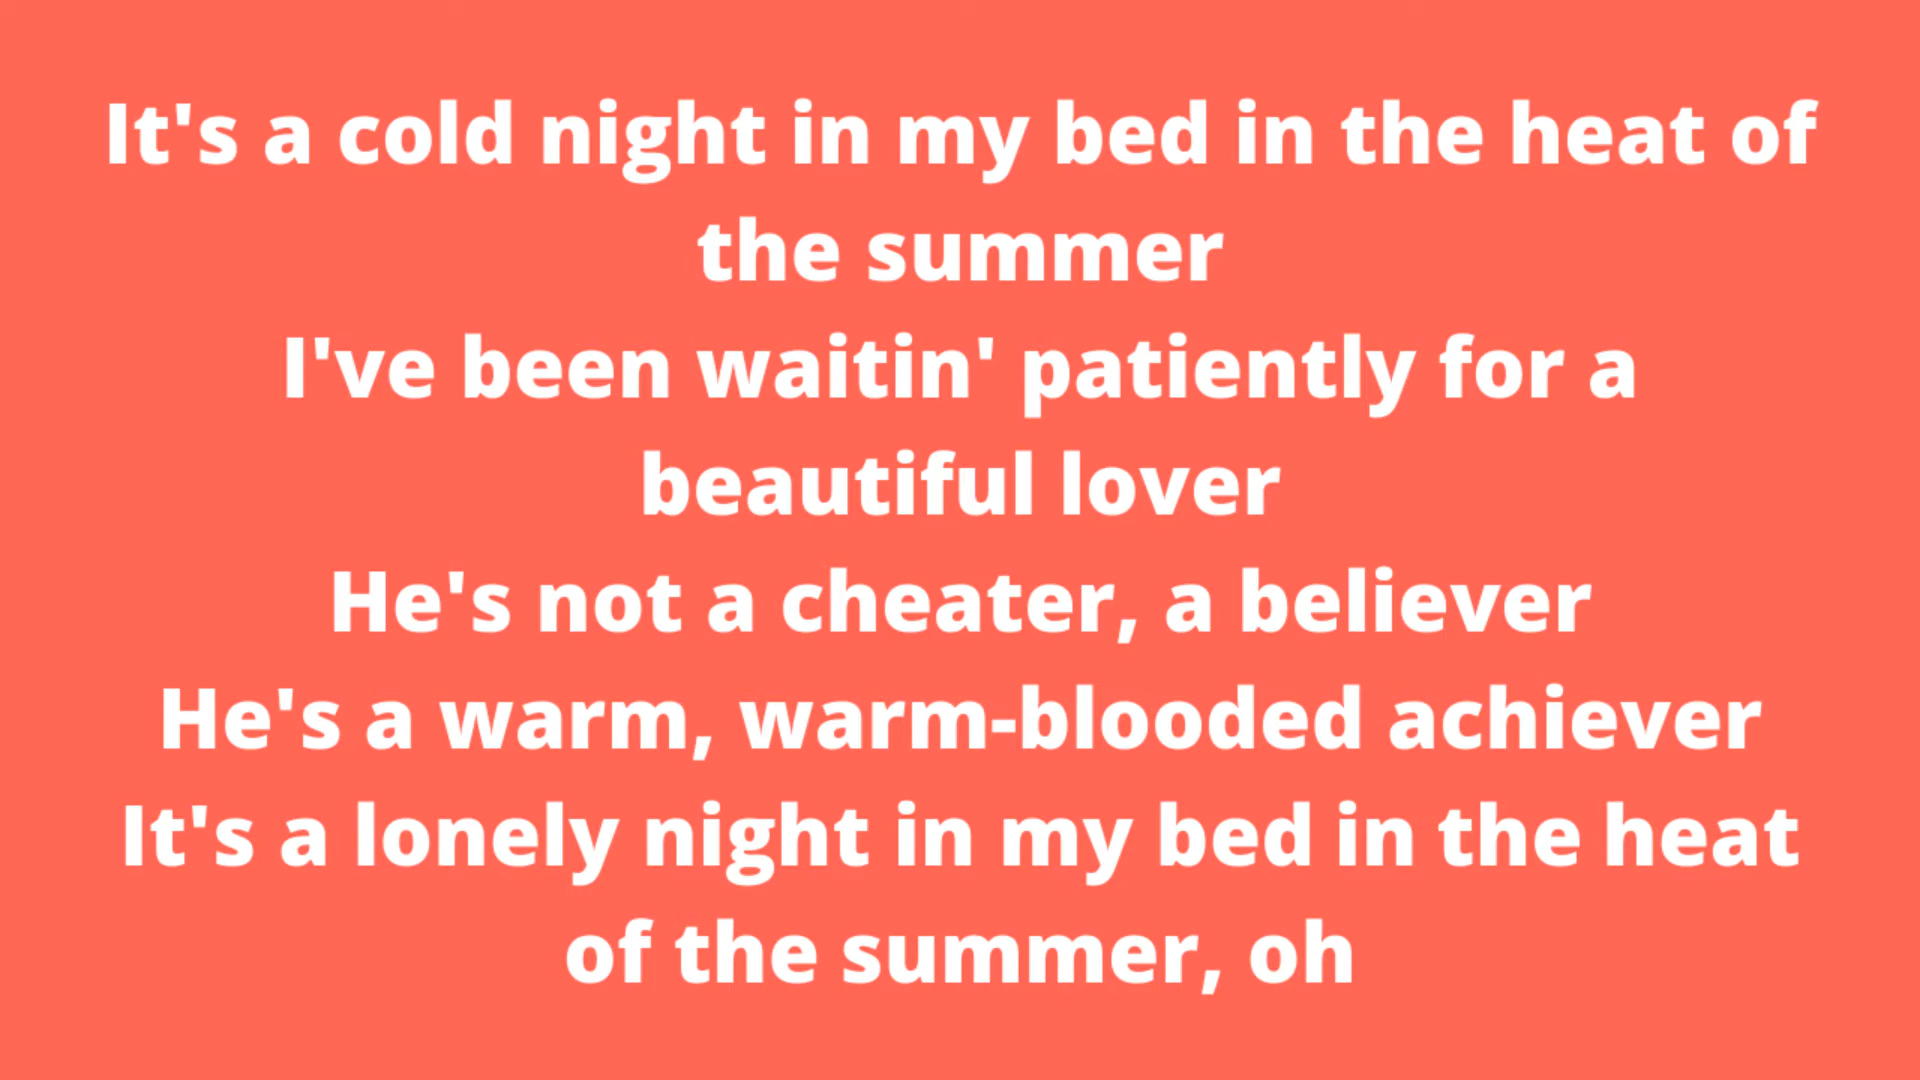 It's a cold night in my bed in the heat of
the summer
I've been waitin' patiently for a
beautiful lover
He's not a cheater, a believer
He's a warm, warm-blooded achiever
It's a lonely night in my bed in the heat
of the summer, oh